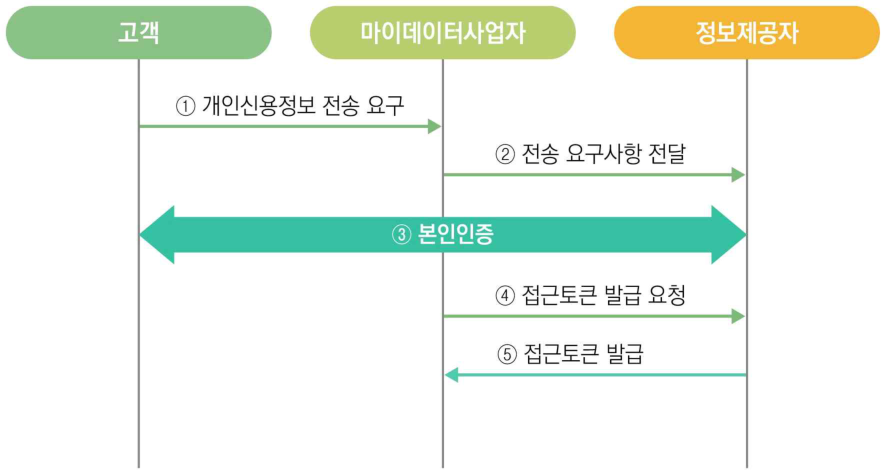 고객
마이데이터사업자
정보제공자
① 개인신용정보 전송 요구
② 전송 요구사항 전달
③ 본인인증
④ 접근토큰 발급 요청
⑤ 접근토큰 발급